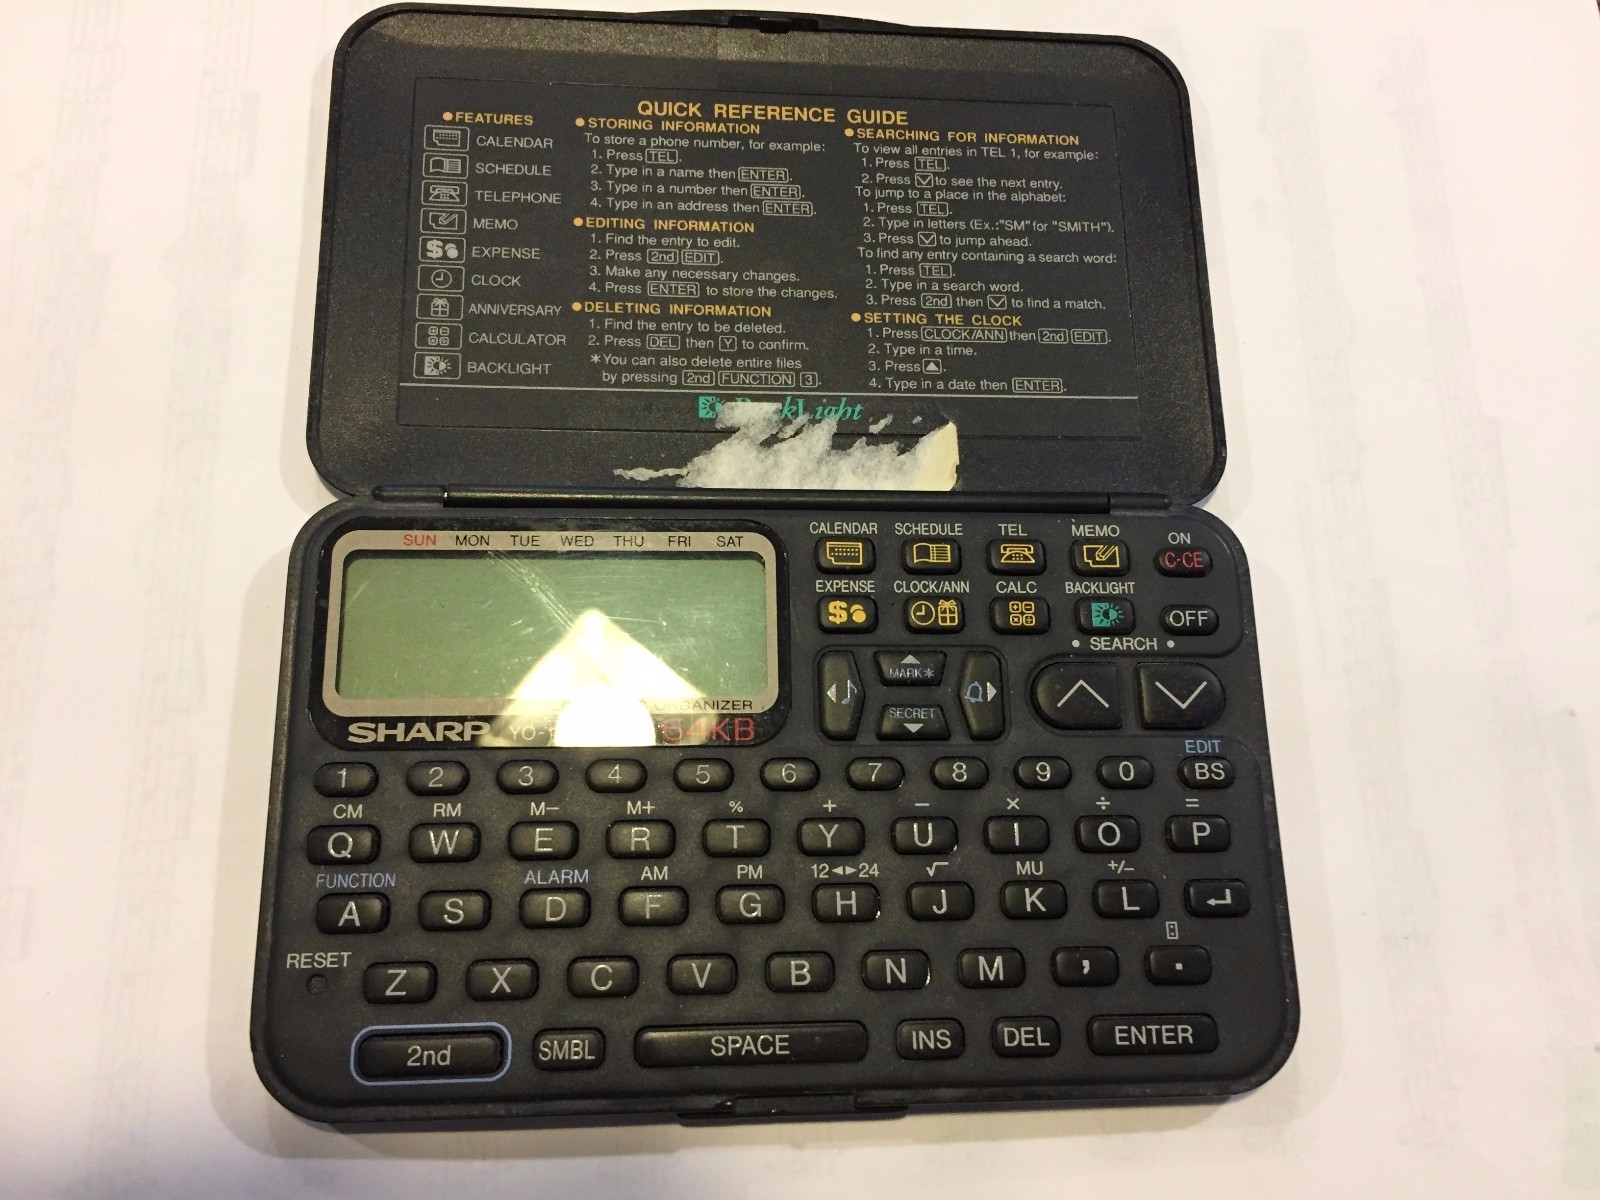 QUICK REFERENCE GUIDE
●FEATURES
CALENDAR
SCHEDULE
TELEPHONE
MEMO
EXPENSE
CLOCK
ANNIVERSARY
CALCULATOR
BACKLIGHT
●STORING INFORMATION
To store a phone number, for example:
1. Press TEL.
2. Type in a name then ENTER.
3. Type in a number then ENTER.
4. Type in an address then ENTER.
●EDITING INFORMATION
1. Find the entry to edit.
2. Press 2nd EDIT.
3. Make any necessary changes.
4. Press ENTER to store the changes.
●DELETING INFORMATION
1. Find the entry to be deleted.
2. Press DEL then Y to confirm.
*You can also delete entire files
by pressing 2nd FUNCTION 3.
●SEARCHING FOR INFORMATION
To view all entries in TEL 1, for example:
1. Press TEL.
2. Press ∨ to see the next entry.
To jump to a place in the alphabet:
1. Press TEL.
2. Type in letters (Ex.:"SM" for "SMITH").
3. Press ∨ to jump ahead.
To find any entry containing a search word:
1. Press TEL.
2. Type in a search word.
3. Press 2nd then ∨ to find a match.
●SETTING THE CLOCK
1. Press CLOCK/ANN then 2nd EDIT.
2. Type in a time.
3. Press ▲.
4. Type in a date then ENTER.
SUN MON TUE WED THU FRI SAT
ORGANIZER
SHARP YO- 64KB
CALENDAR SCHEDULE TEL MEMO ON
C·CE
EXPENSE CLOCK/ANN CALC BACKLIGHT
OFF
• SEARCH •
MARK*
SECRET
EDIT
1 2 3 4 5 6 7 8 9 0 BS
CM RM M− M+ % + − × ÷ =
Q W E R T Y U I O P
FUNCTION ALARM AM PM 12◄►24 √ MU +/−
A S D F G H J K L ↵
RESET
Z X C V B N M , .
2nd SMBL SPACE INS DEL ENTER